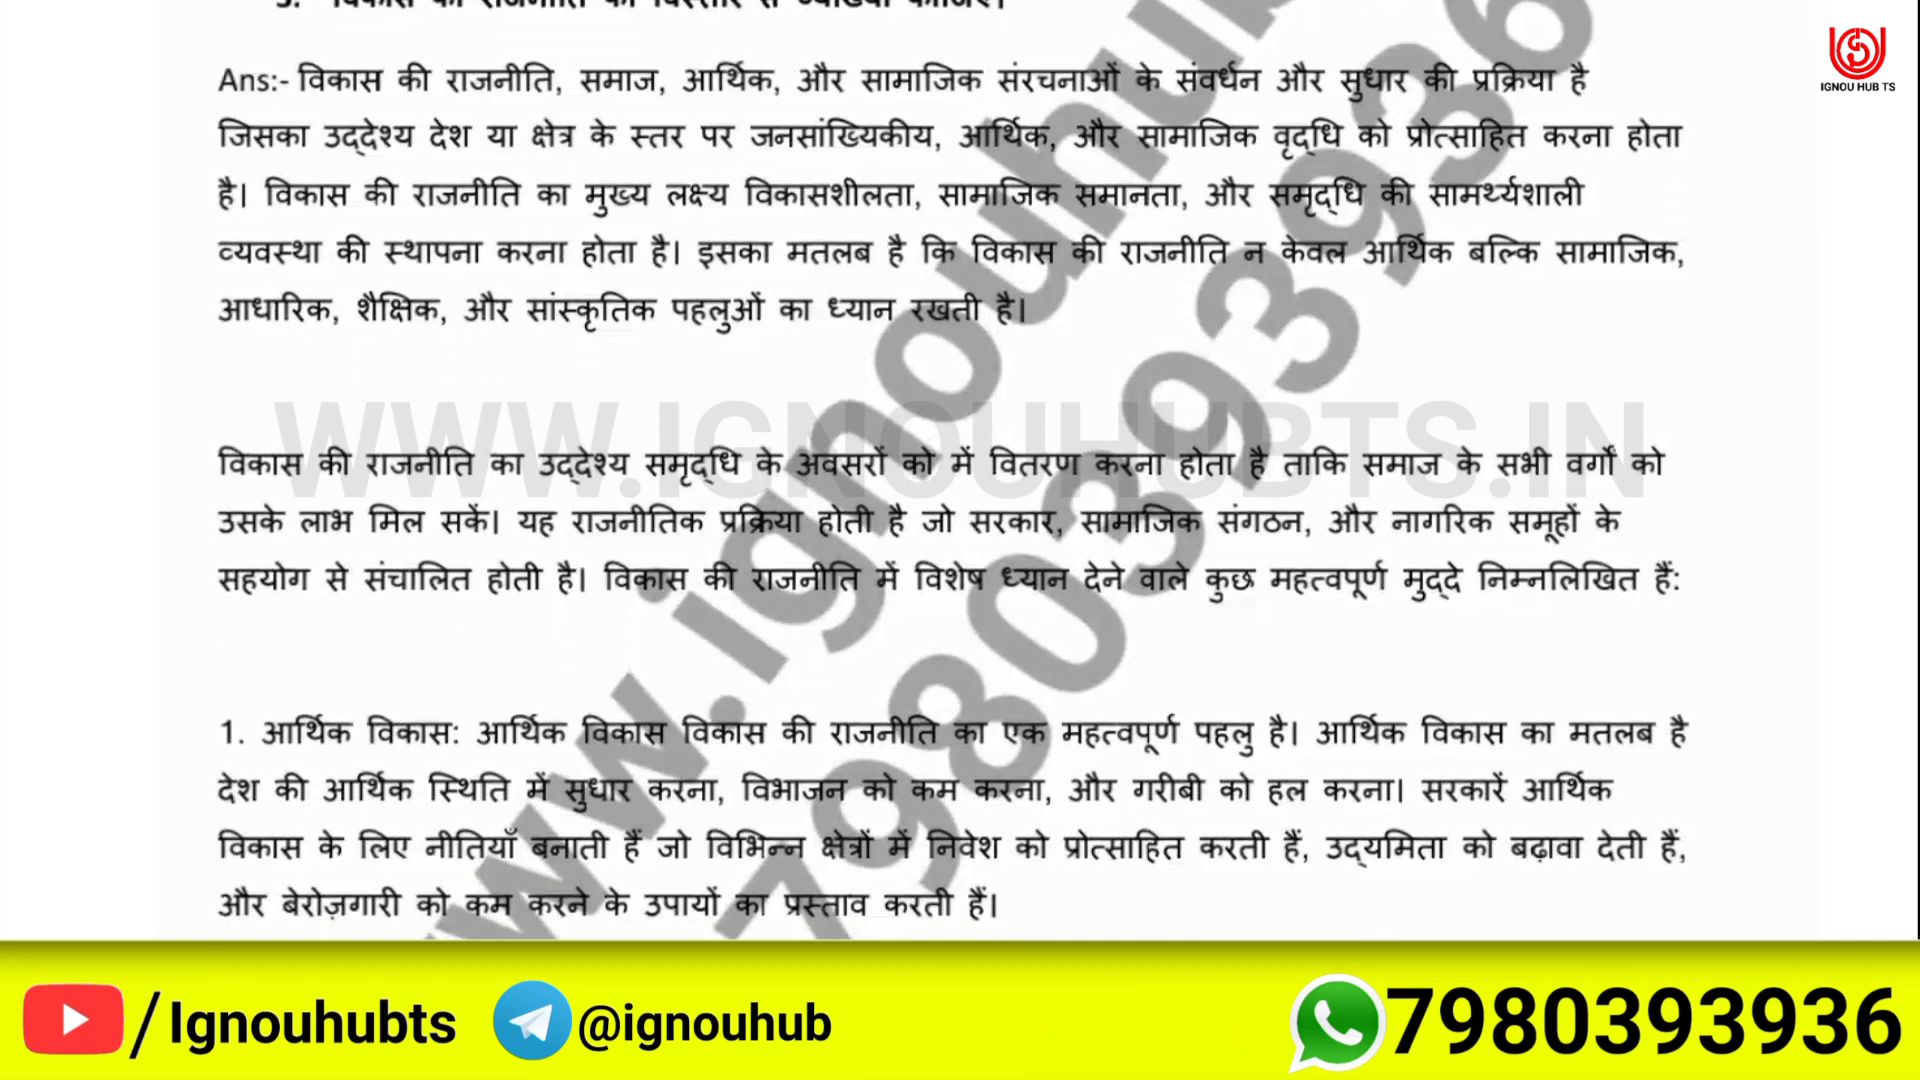 3. विकास की राजनीति की विस्तार से व्याख्या कीजिए।
IGNOU HUB TS
Ans:- विकास की राजनीति, समाज, आर्थिक, और सामाजिक संरचनाओं के संवर्धन और सुधार की प्रक्रिया है
जिसका उद्देश्य देश या क्षेत्र के स्तर पर जनसांख्यिकीय, आर्थिक, और सामाजिक वृद्धि को प्रोत्साहित करना होता
है। विकास की राजनीति का मुख्य लक्ष्य विकासशीलता, सामाजिक समानता, और समृद्धि की सामर्थ्यशाली
व्यवस्था की स्थापना करना होता है। इसका मतलब है कि विकास की राजनीति न केवल आर्थिक बल्कि सामाजिक,
आधारिक, शैक्षिक, और सांस्कृतिक पहलुओं का ध्यान रखती है।
WWW.IGNOUHUBTS.IN
विकास की राजनीति का उद्देश्य समृद्धि के अवसरों को में वितरण करना होता है ताकि समाज के सभी वर्गों को
उसके लाभ मिल सकें। यह राजनीतिक प्रक्रिया होती है जो सरकार, सामाजिक संगठन, और नागरिक समूहों के
सहयोग से संचालित होती है। विकास की राजनीति में विशेष ध्यान देने वाले कुछ महत्वपूर्ण मुद्दे निम्नलिखित हैं:
1. आर्थिक विकास: आर्थिक विकास विकास की राजनीति का एक महत्वपूर्ण पहलु है। आर्थिक विकास का मतलब है
देश की आर्थिक स्थिति में सुधार करना, विभाजन को कम करना, और गरीबी को हल करना। सरकारें आर्थिक
विकास के लिए नीतियाँ बनाती हैं जो विभिन्न क्षेत्रों में निवेश को प्रोत्साहित करती हैं, उद्यमिता को बढ़ावा देती हैं,
और बेरोज़गारी को कम करने के उपायों का प्रस्ताव करती हैं।
www.ignouhub
7980393936
/Ignouhubts
@ignouhub
7980393936